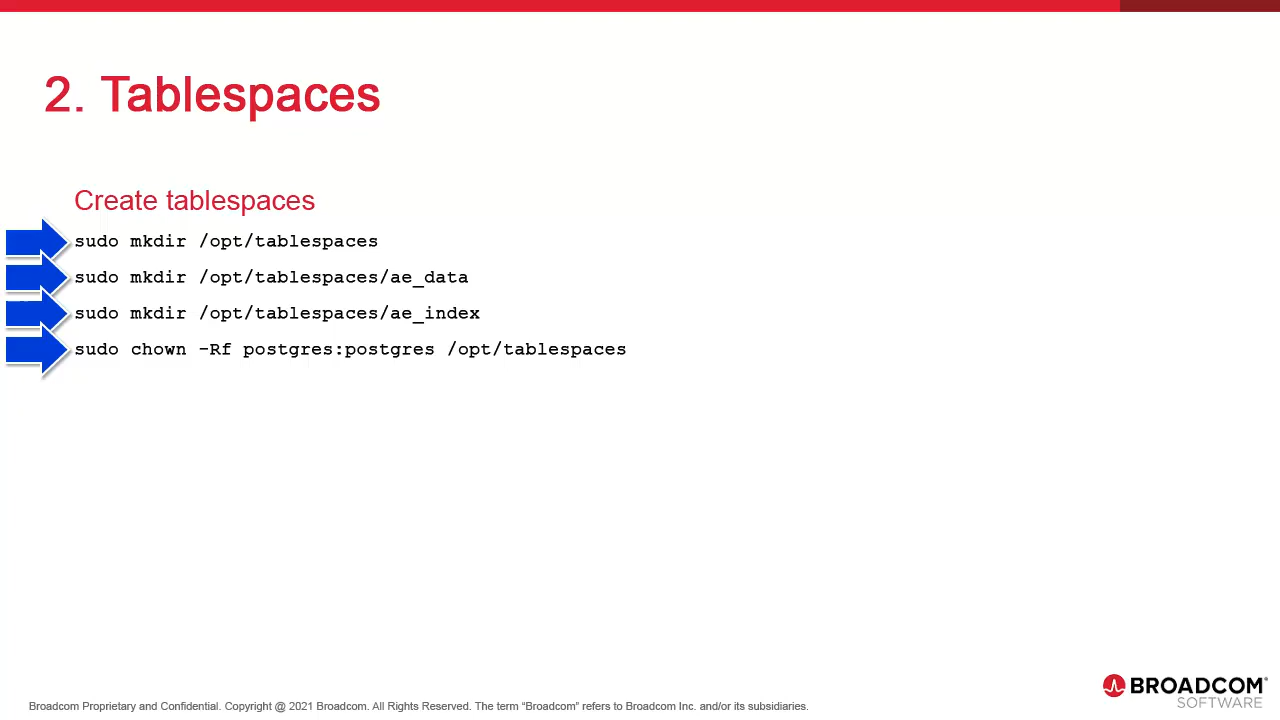 2. Tablespaces
Create tablespaces
sudo mkdir /opt/tablespaces
sudo mkdir /opt/tablespaces/ae_data
sudo mkdir /opt/tablespaces/ae_index
sudo chown -Rf postgres:postgres /opt/tablespaces
BROADCOM®
SOFTWARE
Broadcom Proprietary and Confidential. Copyright @ 2021 Broadcom. All Rights Reserved. The term “Broadcom” refers to Broadcom Inc. and/or its subsidiaries.